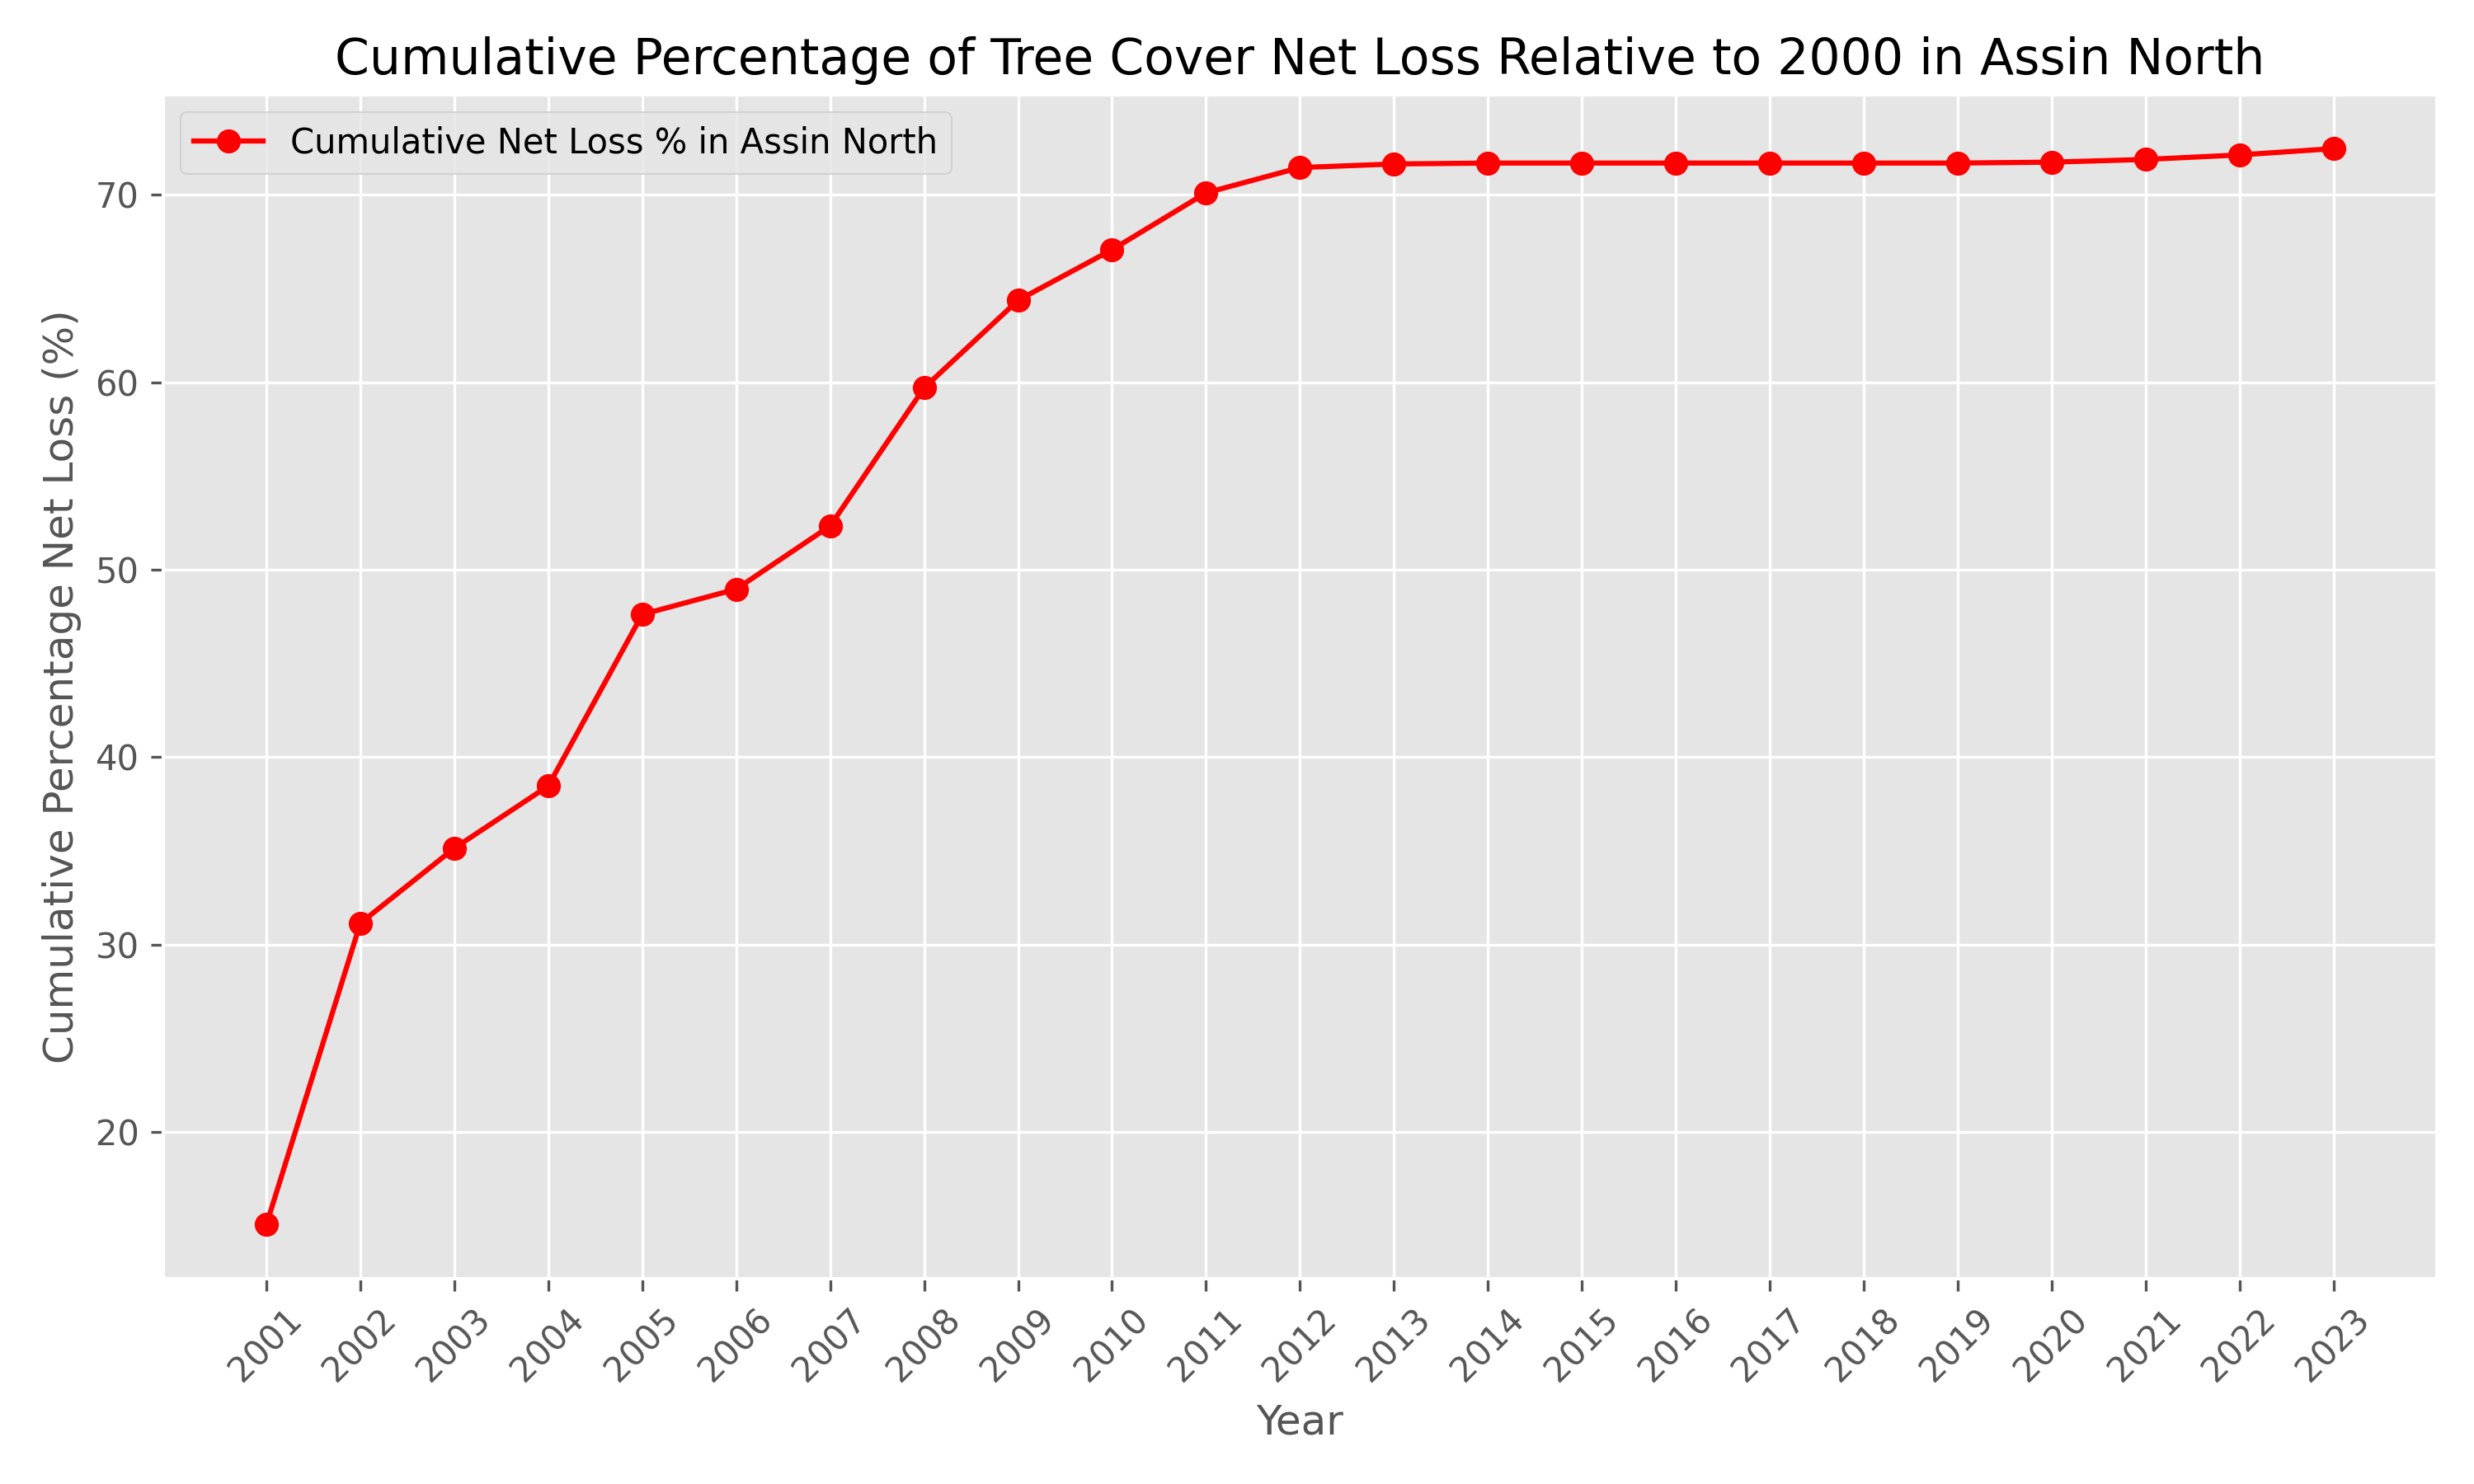 Cumulative Percentage of Tree Cover Net Loss Relative to 2000 in Assin North
Cumulative Net Loss % in Assin North
Cumulative Percentage Net Loss (%)
70
60
50
40
30
20
2001 2002 2003 2004 2005 2006 2007 2008 2009 2010 2011 2012 2013 2014 2015 2016 2017 2018 2019 2020 2021 2022 2023
Year